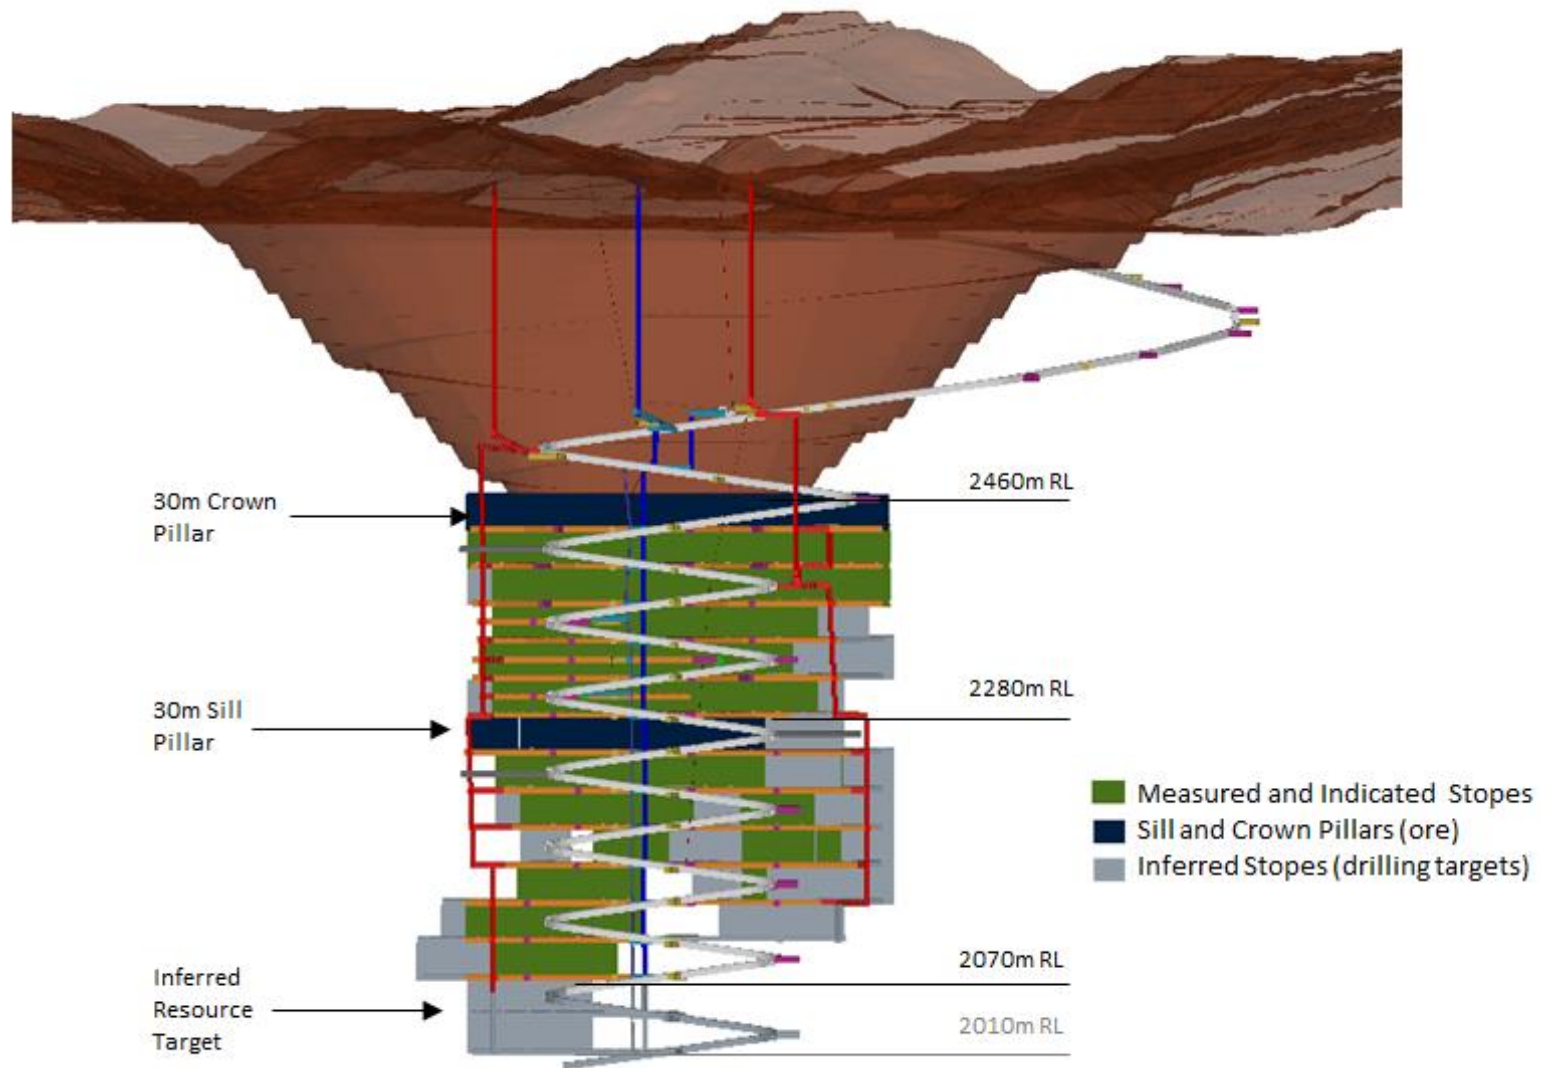 2460m RL
30m Crown
Pillar
2280m RL
30m Sill
Pillar
Measured and Indicated  Stopes
Sill and Crown Pillars (ore)
Inferred Stopes (drilling targets)
2070m RL
Inferred
Resource
Target
2010m RL